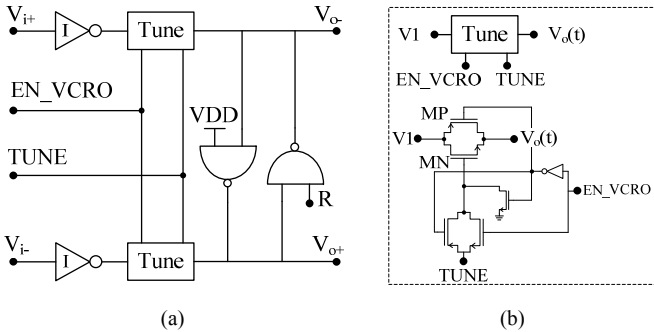 Vi+
I
Tune
Vo-
EN_VCRO
VDD
TUNE
R
Vi-
I
Tune
Vo+
(a)
V1
Tune
Vo(t)
EN_VCRO
TUNE
MP
V1
Vo(t)
MN
EN_VCRO
TUNE
(b)